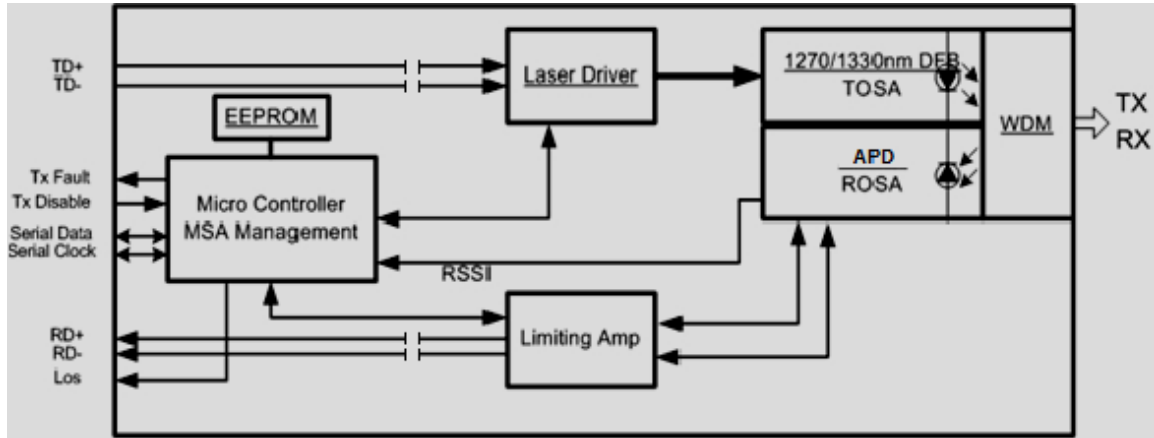 TD+
TD-
Laser Driver
1270/1330nm DFB
TOSA
WDM
TX
RX
EEPROM
APD
ROSA
Tx Fault
Tx Disable
Serial Data
Serial Clock
Micro Controller
MSA Management
RSSI
RD+
RD-
Los
Limiting Amp